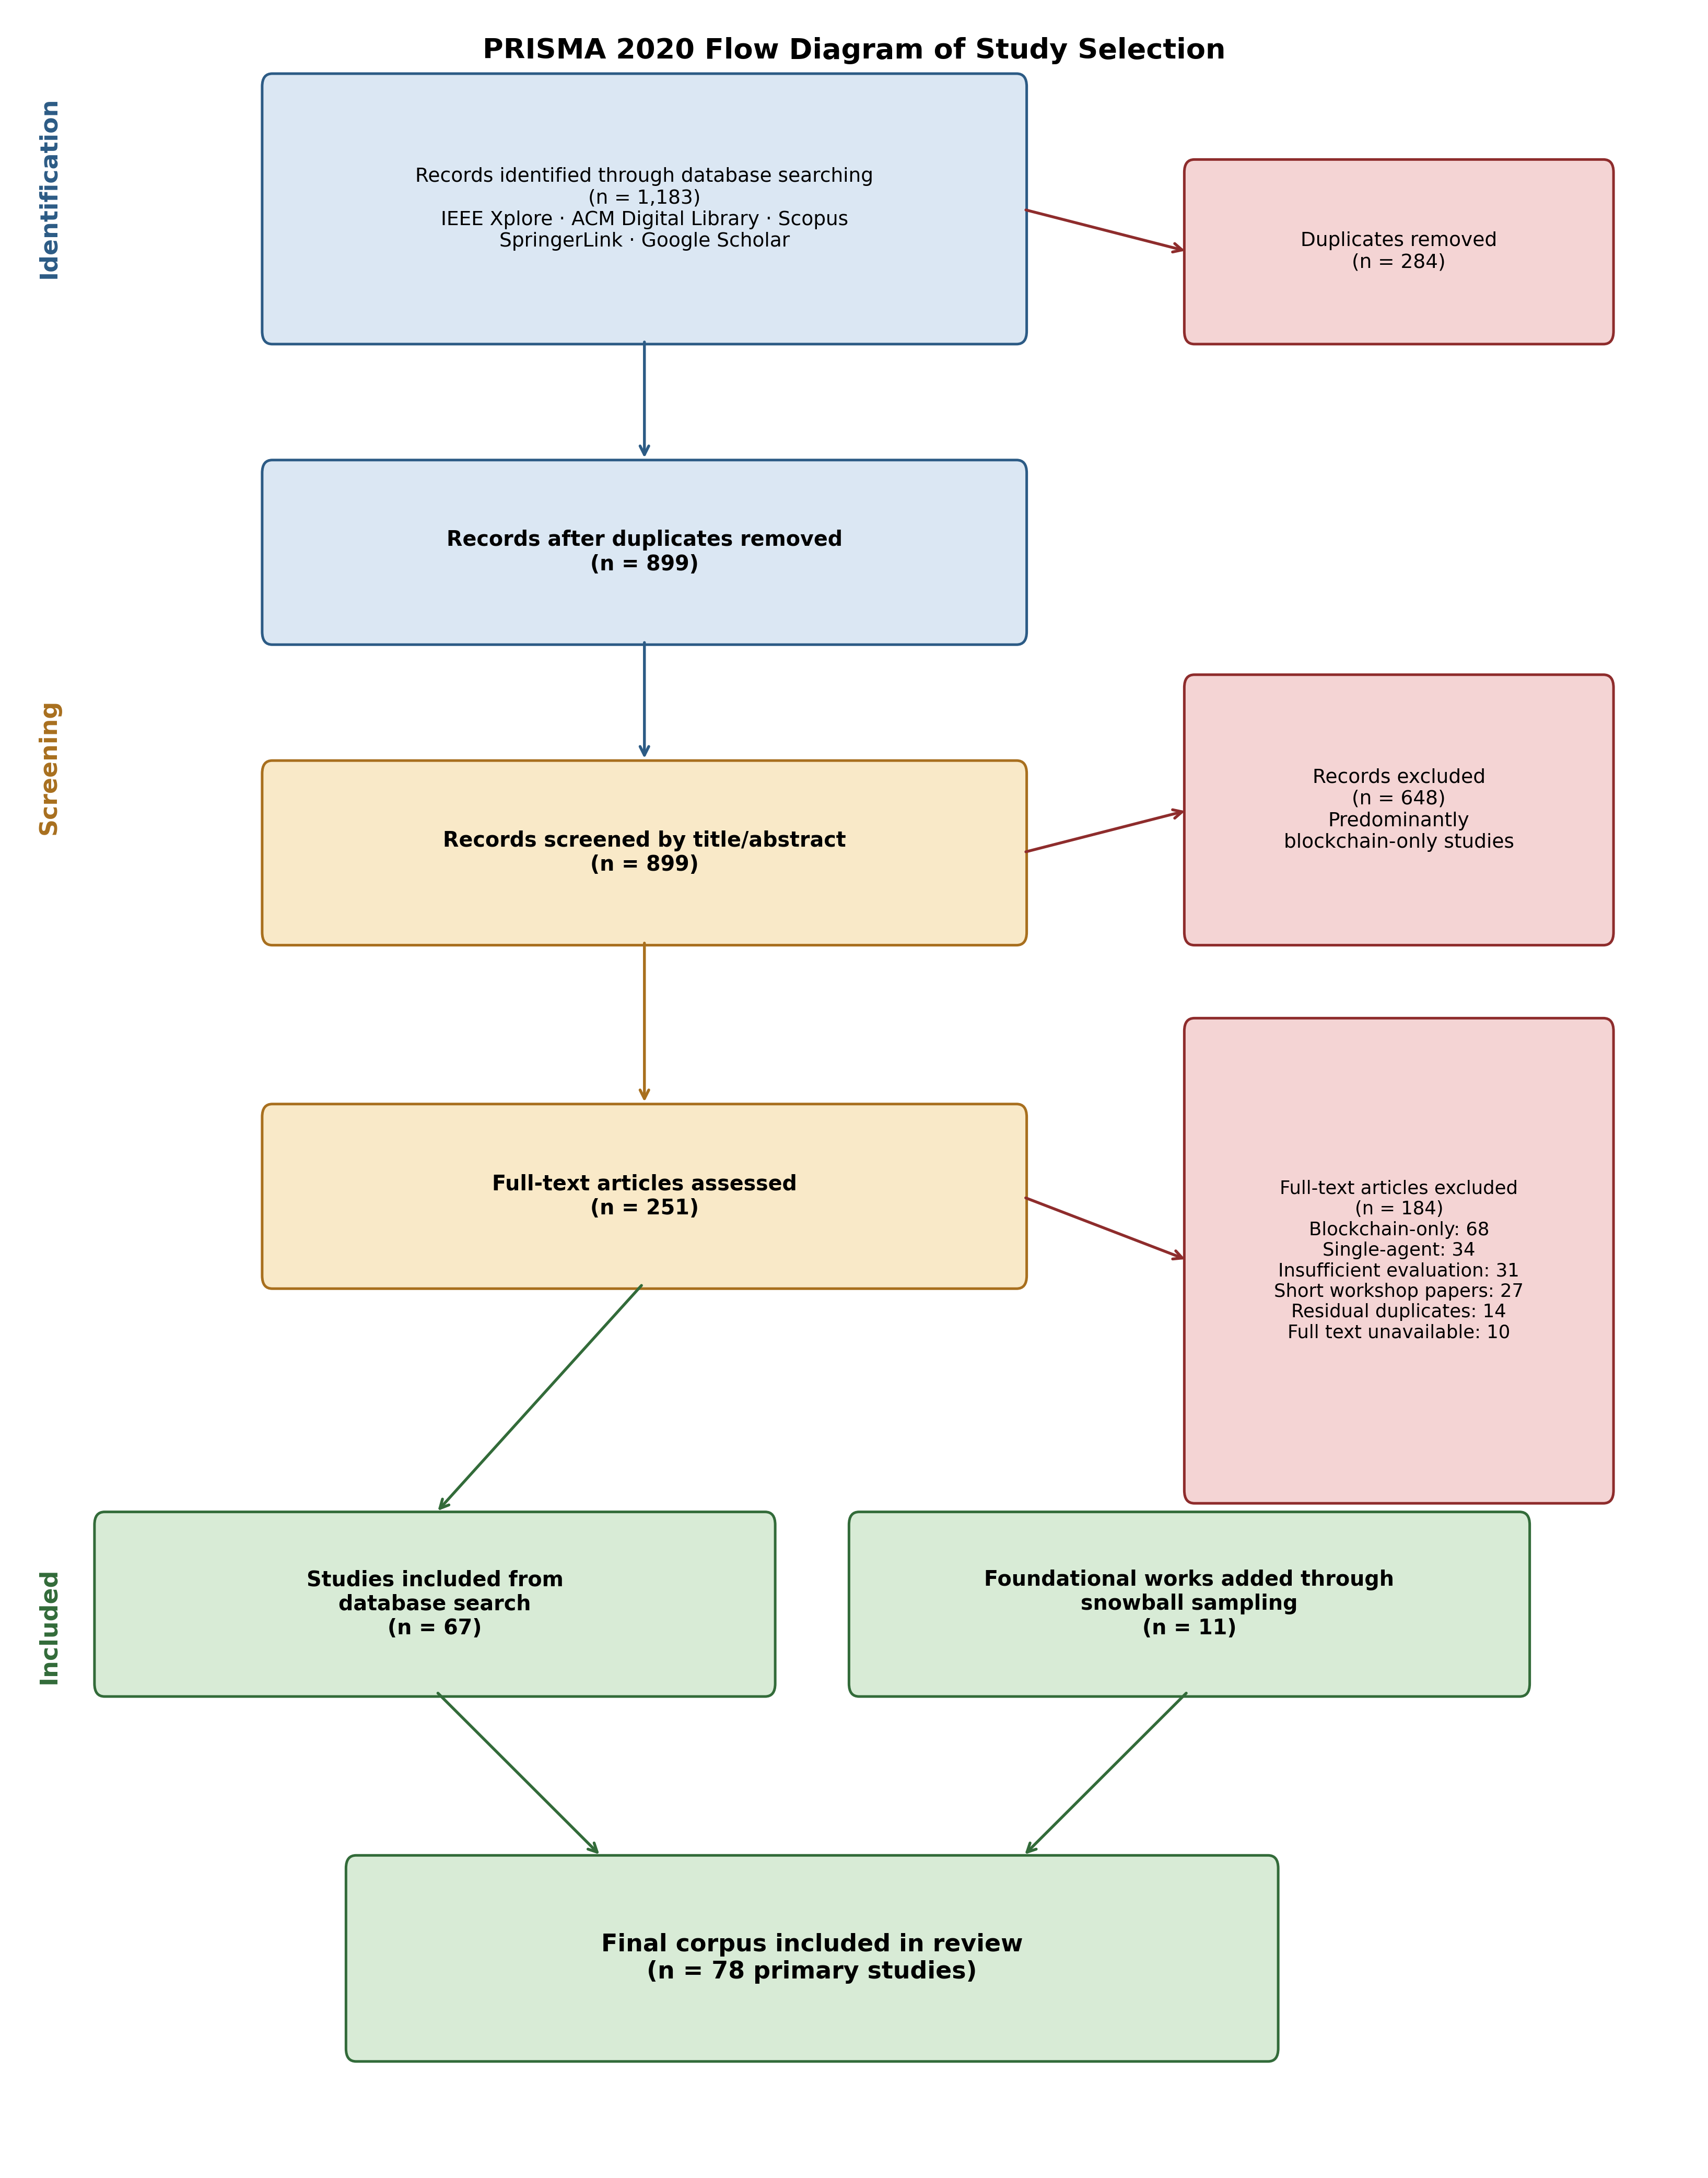 PRISMA 2020 Flow Diagram of Study Selection
Identification
Records identified through database searching
(n = 1,183)
IEEE Xplore · ACM Digital Library · Scopus
SpringerLink · Google Scholar
Duplicates removed
(n = 284)
Records after duplicates removed
(n = 899)
Screening
Records screened by title/abstract
(n = 899)
Records excluded
(n = 648)
Predominantly
blockchain-only studies
Full-text articles assessed
(n = 251)
Full-text articles excluded
(n = 184)
Blockchain-only: 68
Single-agent: 34
Insufficient evaluation: 31
Short workshop papers: 27
Residual duplicates: 14
Full text unavailable: 10
Included
Studies included from
database search
(n = 67)
Foundational works added through
snowball sampling
(n = 11)
Final corpus included in review
(n = 78 primary studies)